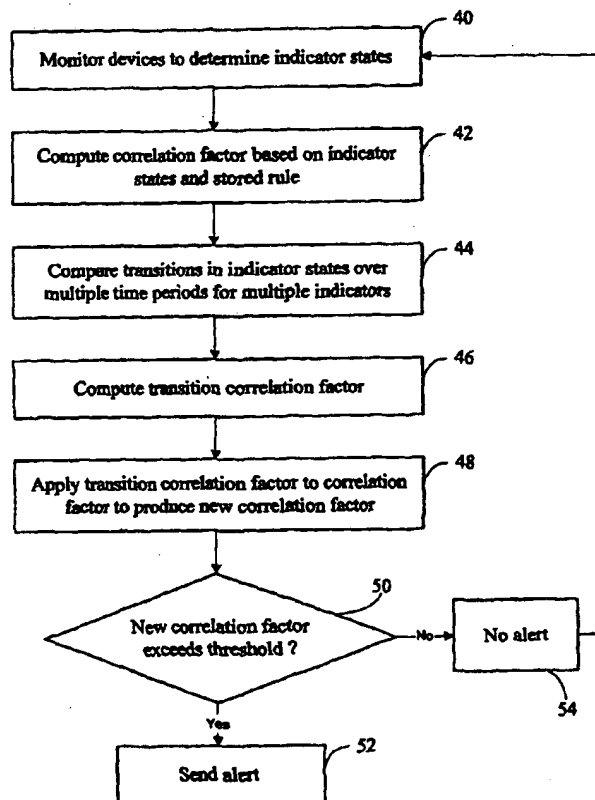 40
Monitor devices to determine indicator states
42
Compute correlation factor based on indicator
states and stored rule
44
Compare transitions in indicator states over
multiple time periods for multiple indicators
46
Compute transition correlation factor
48
Apply transition correlation factor to correlation
factor to produce new correlation factor
50
New correlation factor
exceeds threshold ?
No
No alert
54
Yes
52
Send alert